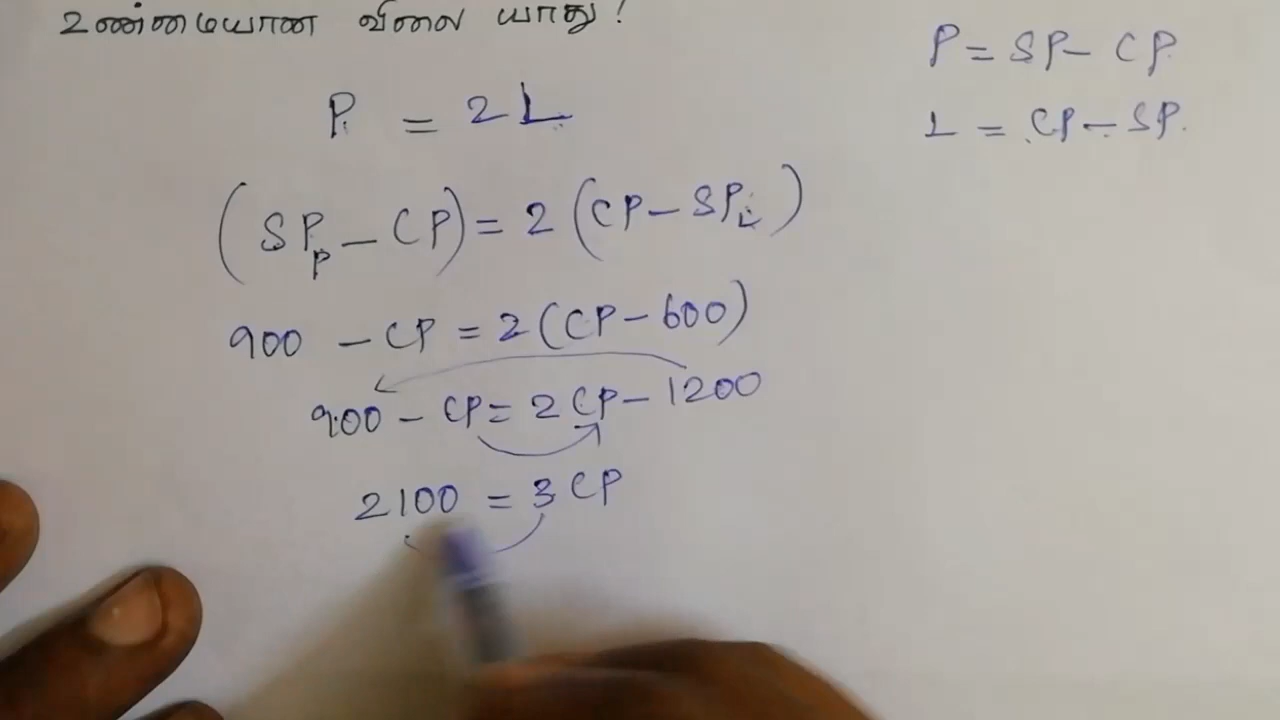 உண்மையான விலை யாது?
P = SP - CP
L = CP - SP
P = 2L
(SPp - CP) = 2 (CP - SPL)
900 - CP = 2(CP - 600)
900 - CP = 2CP - 1200
2100 = 3CP